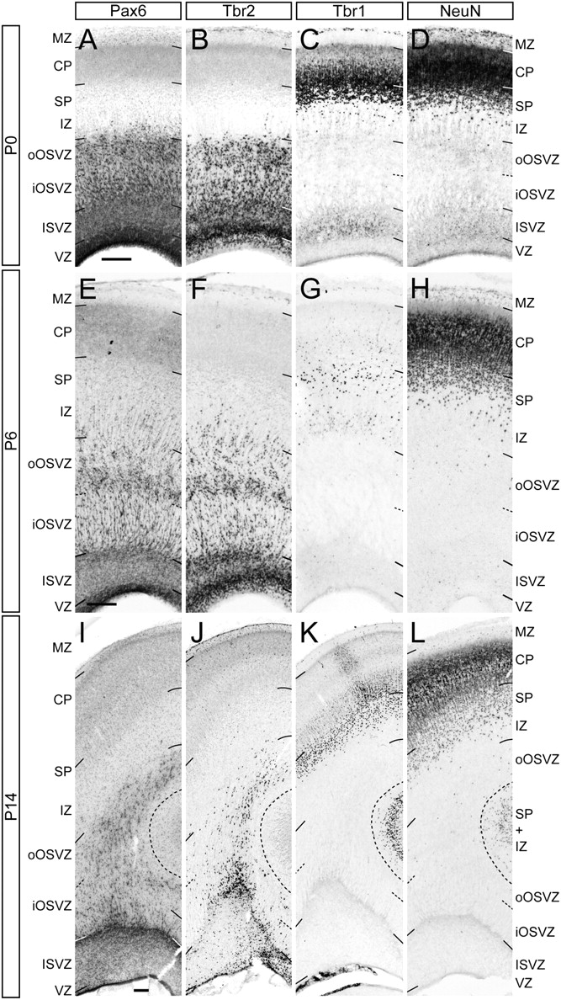 Pax6 Tbr2 Tbr1 NeuN
P0
A B C D
MZ
CP
SP
IZ
oOSVZ
iOSVZ
ISVZ
VZ
MZ
CP
SP
IZ
oOSVZ
iOSVZ
ISVZ
VZ
P6
E F G H
MZ
CP
SP
IZ
oOSVZ
iOSVZ
ISVZ
VZ
MZ
CP
SP
IZ
oOSVZ
iOSVZ
ISVZ
VZ
P14
I J K L
MZ
CP
SP
IZ
oOSVZ
iOSVZ
ISVZ
VZ
MZ
CP
SP
IZ
oOSVZ
SP
+
IZ
oOSVZ
iOSVZ
ISVZ
VZ